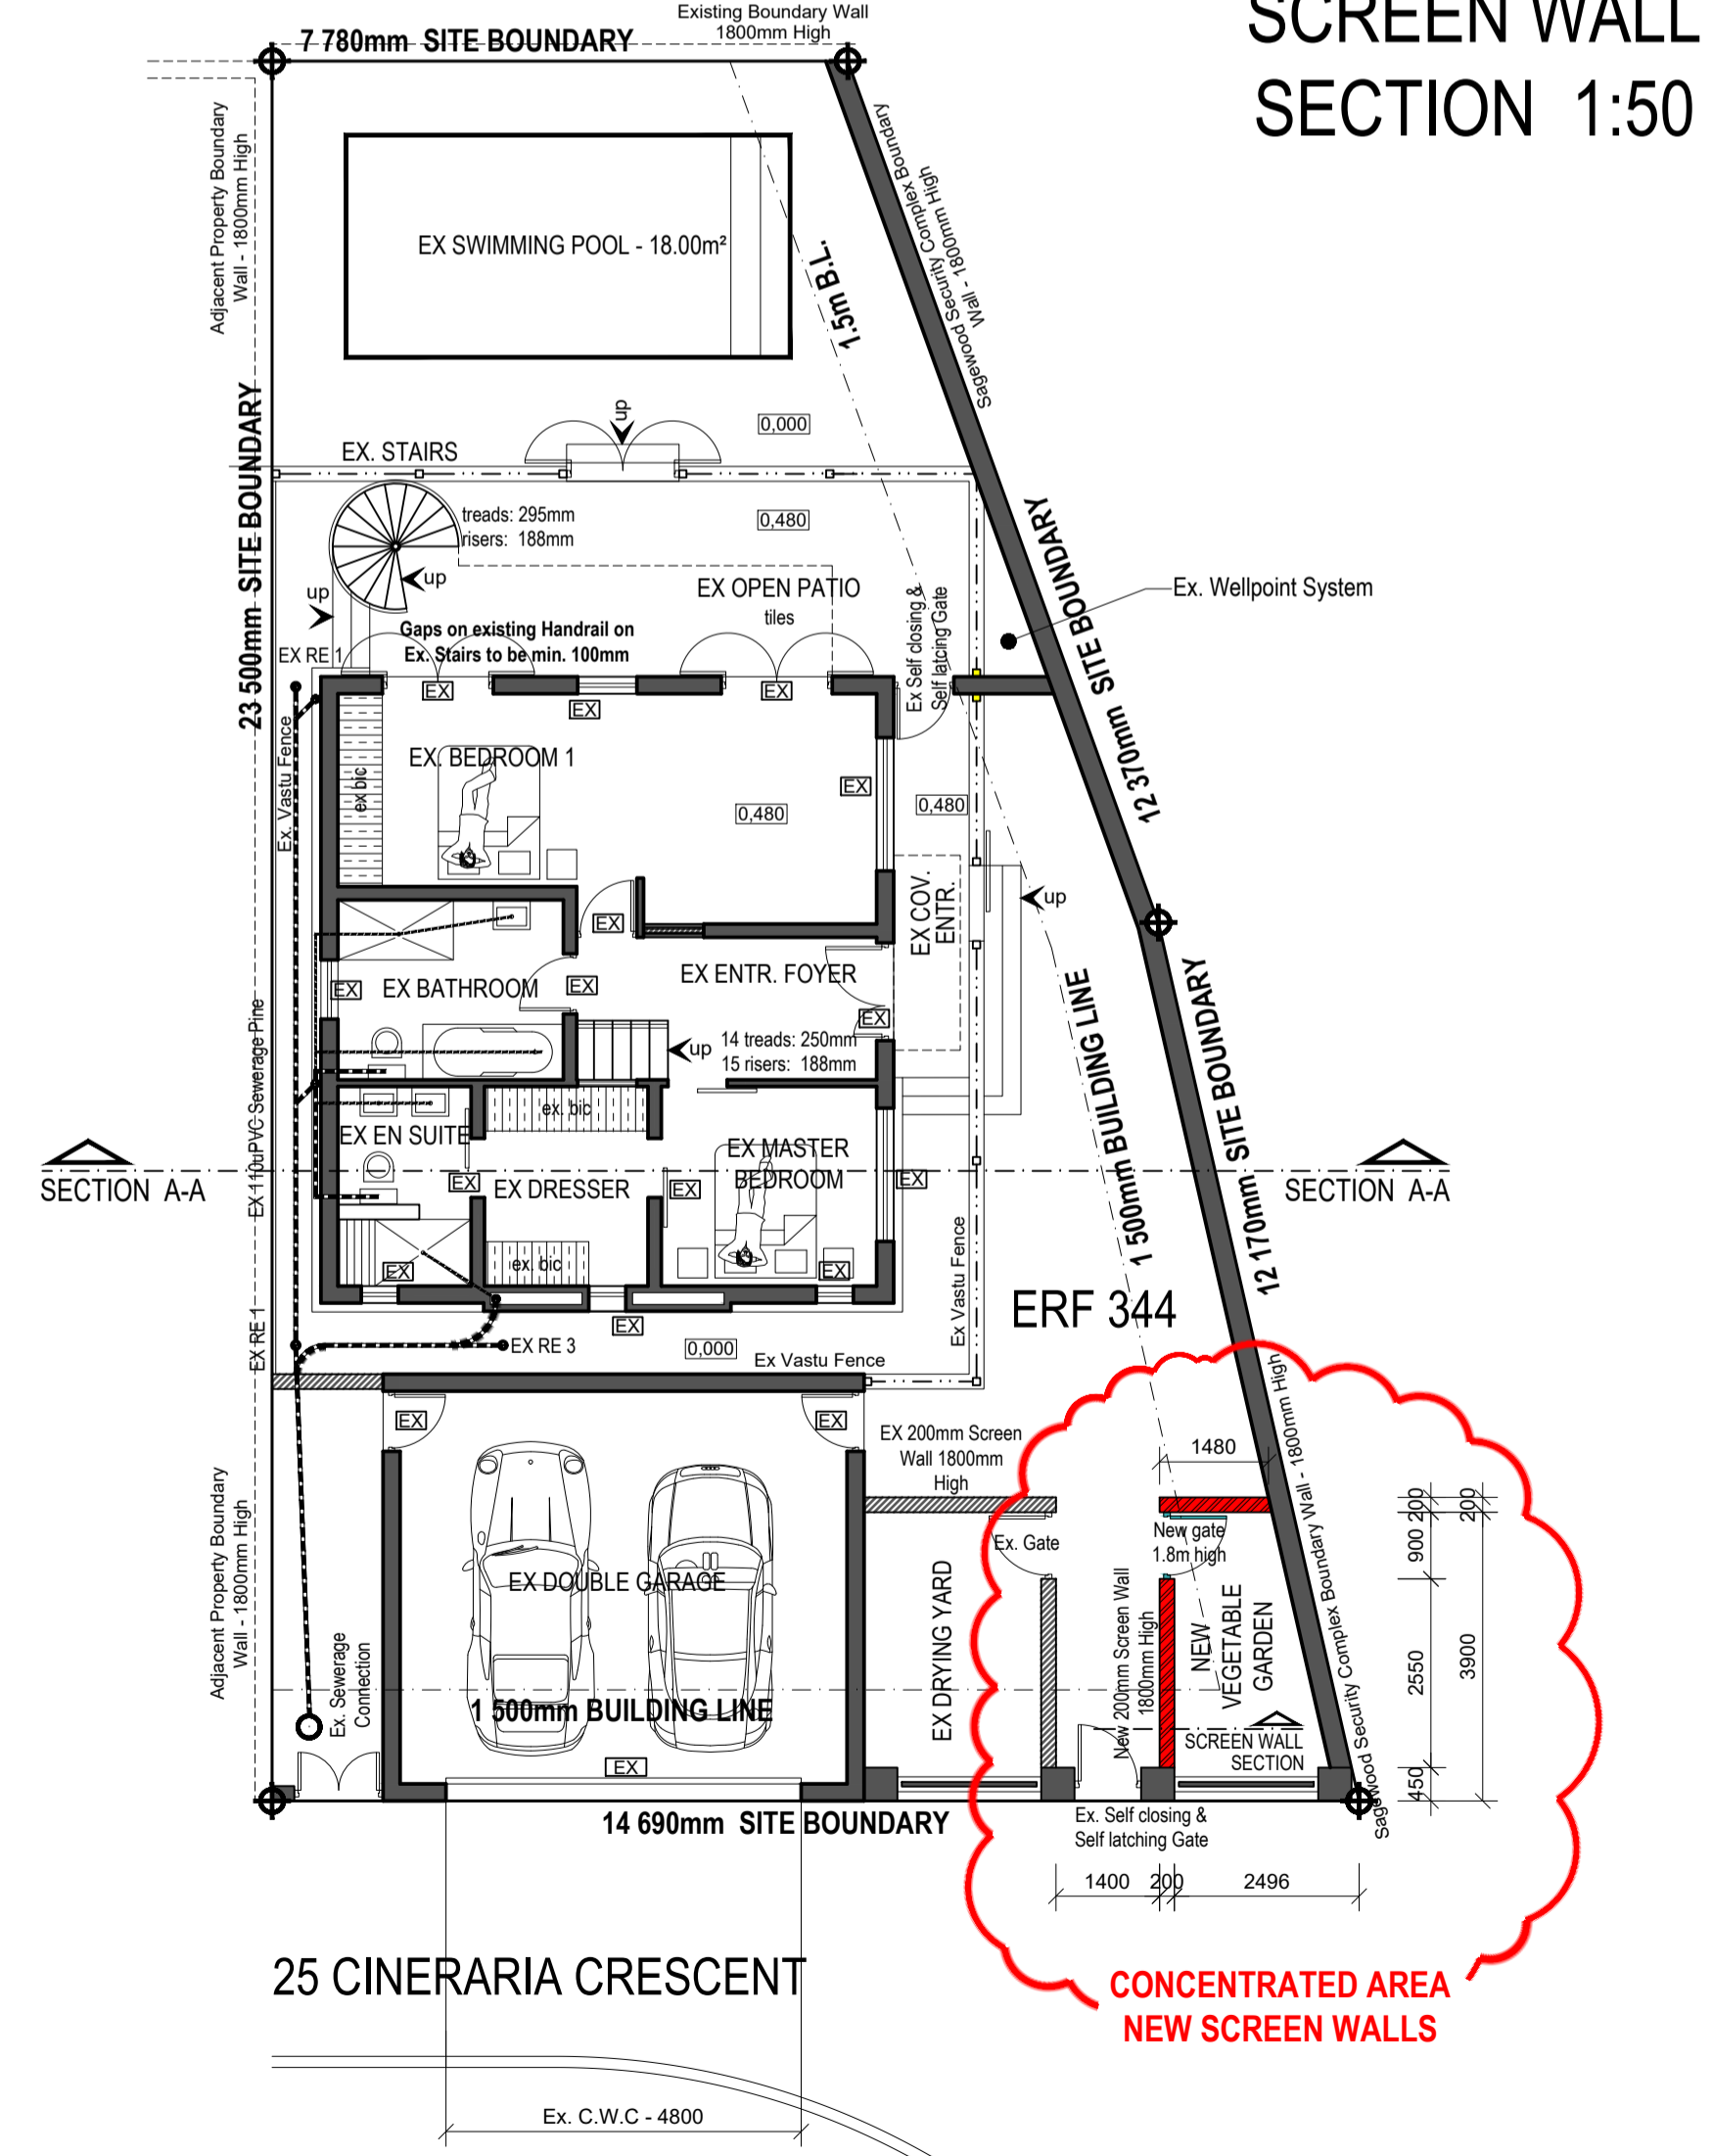 SCREEN WALL
SECTION 1:50
Existing Boundary Wall
1800mm High
7 780mm SITE BOUNDARY
Adjacent Property Boundary
Wall - 1800mm High
EX SWIMMING POOL - 18.00m²
1.5m B.L.
Sagewood Security Complex Boundary
Wall - 1800mm High
23 500mm SITE BOUNDARY
0,000
up
EX. STAIRS
treads: 295mm
risers: 188mm
0,480
up
up
EX OPEN PATIO
tiles
Ex Self closing &
Self latcing Gate
12 370mm SITE BOUNDARY
Ex. Wellpoint System
Gaps on existing Handrail on
Ex. Stairs to be min. 100mm
EX RE 1
EX
EX
EX
Ex. Vastu Fence
ex bic
EX. BEDROOM 1
EX
0,480
0,480
EX COV.
ENTR.
up
EX
EX ENTR. FOYER
EX BATHROOM
EX
EX
EX
14 treads: 250mm
15 risers: 188mm
up
EX 110uPVC Sewerage Pine
1 500mm BUILDING LINE
12 170mm SITE BOUNDARY
ex. bic
EX EN SUITE
EX MASTER
BEDROOM
SECTION A-A
SECTION A-A
EX
EX DRESSER
EX
EX
ex. bic
EX
EX
EX
EX RE 1
EX RE 3
0,000
Ex Vastu Fence
Ex Vastu Fence
ERF 344
EX
EX
EX 200mm Screen
Wall 1800mm
High
1480
Sagewood Security Complex Boundary Wall - 1800mm High
Adjacent Property Boundary
Wall - 1800mm High
Ex. Gate
New gate
1.8m high
200
200
900
2550
3900
450
EX DOUBLE GARAGE
EX DRYING YARD
New 200mm Screen Wall
1800mm High
NEW
VEGETABLE
GARDEN
Ex. Sewerage
Connection
1 500mm BUILDING LINE
SCREEN WALL
SECTION
EX
14 690mm SITE BOUNDARY
Ex. Self closing &
Self latching Gate
1400
200
2496
25 CINERARIA CRESCENT
CONCENTRATED AREA
NEW SCREEN WALLS
Ex. C.W.C - 4800